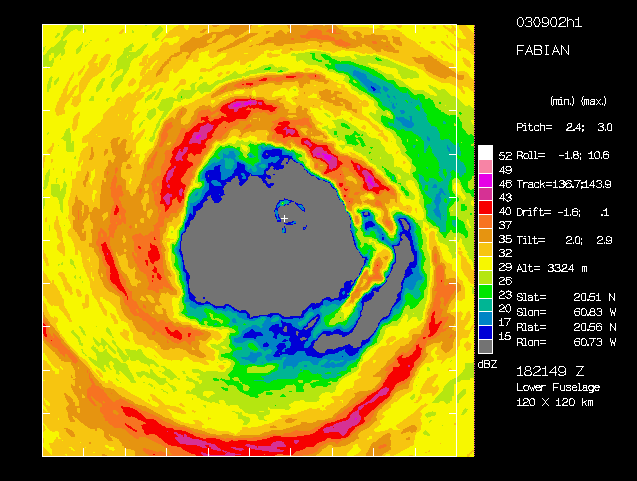 030902h1
FABIAN
(min.) (max.)
Pitch= 2.4; 3.0
Roll= -1.8; 10.6
Track=136.7;143.9
Drift= -1.6; .1
Tilt= 2.0; 2.9
Alt= 3324 m
Slat= 20.51 N
Slon= 60.83 W
Rlat= 20.56 N
Rlon= 60.73 W
182149 Z
Lower Fuselage
120 X 120 km
52
49
46
43
40
37
35
32
29
26
23
20
17
15
dBZ